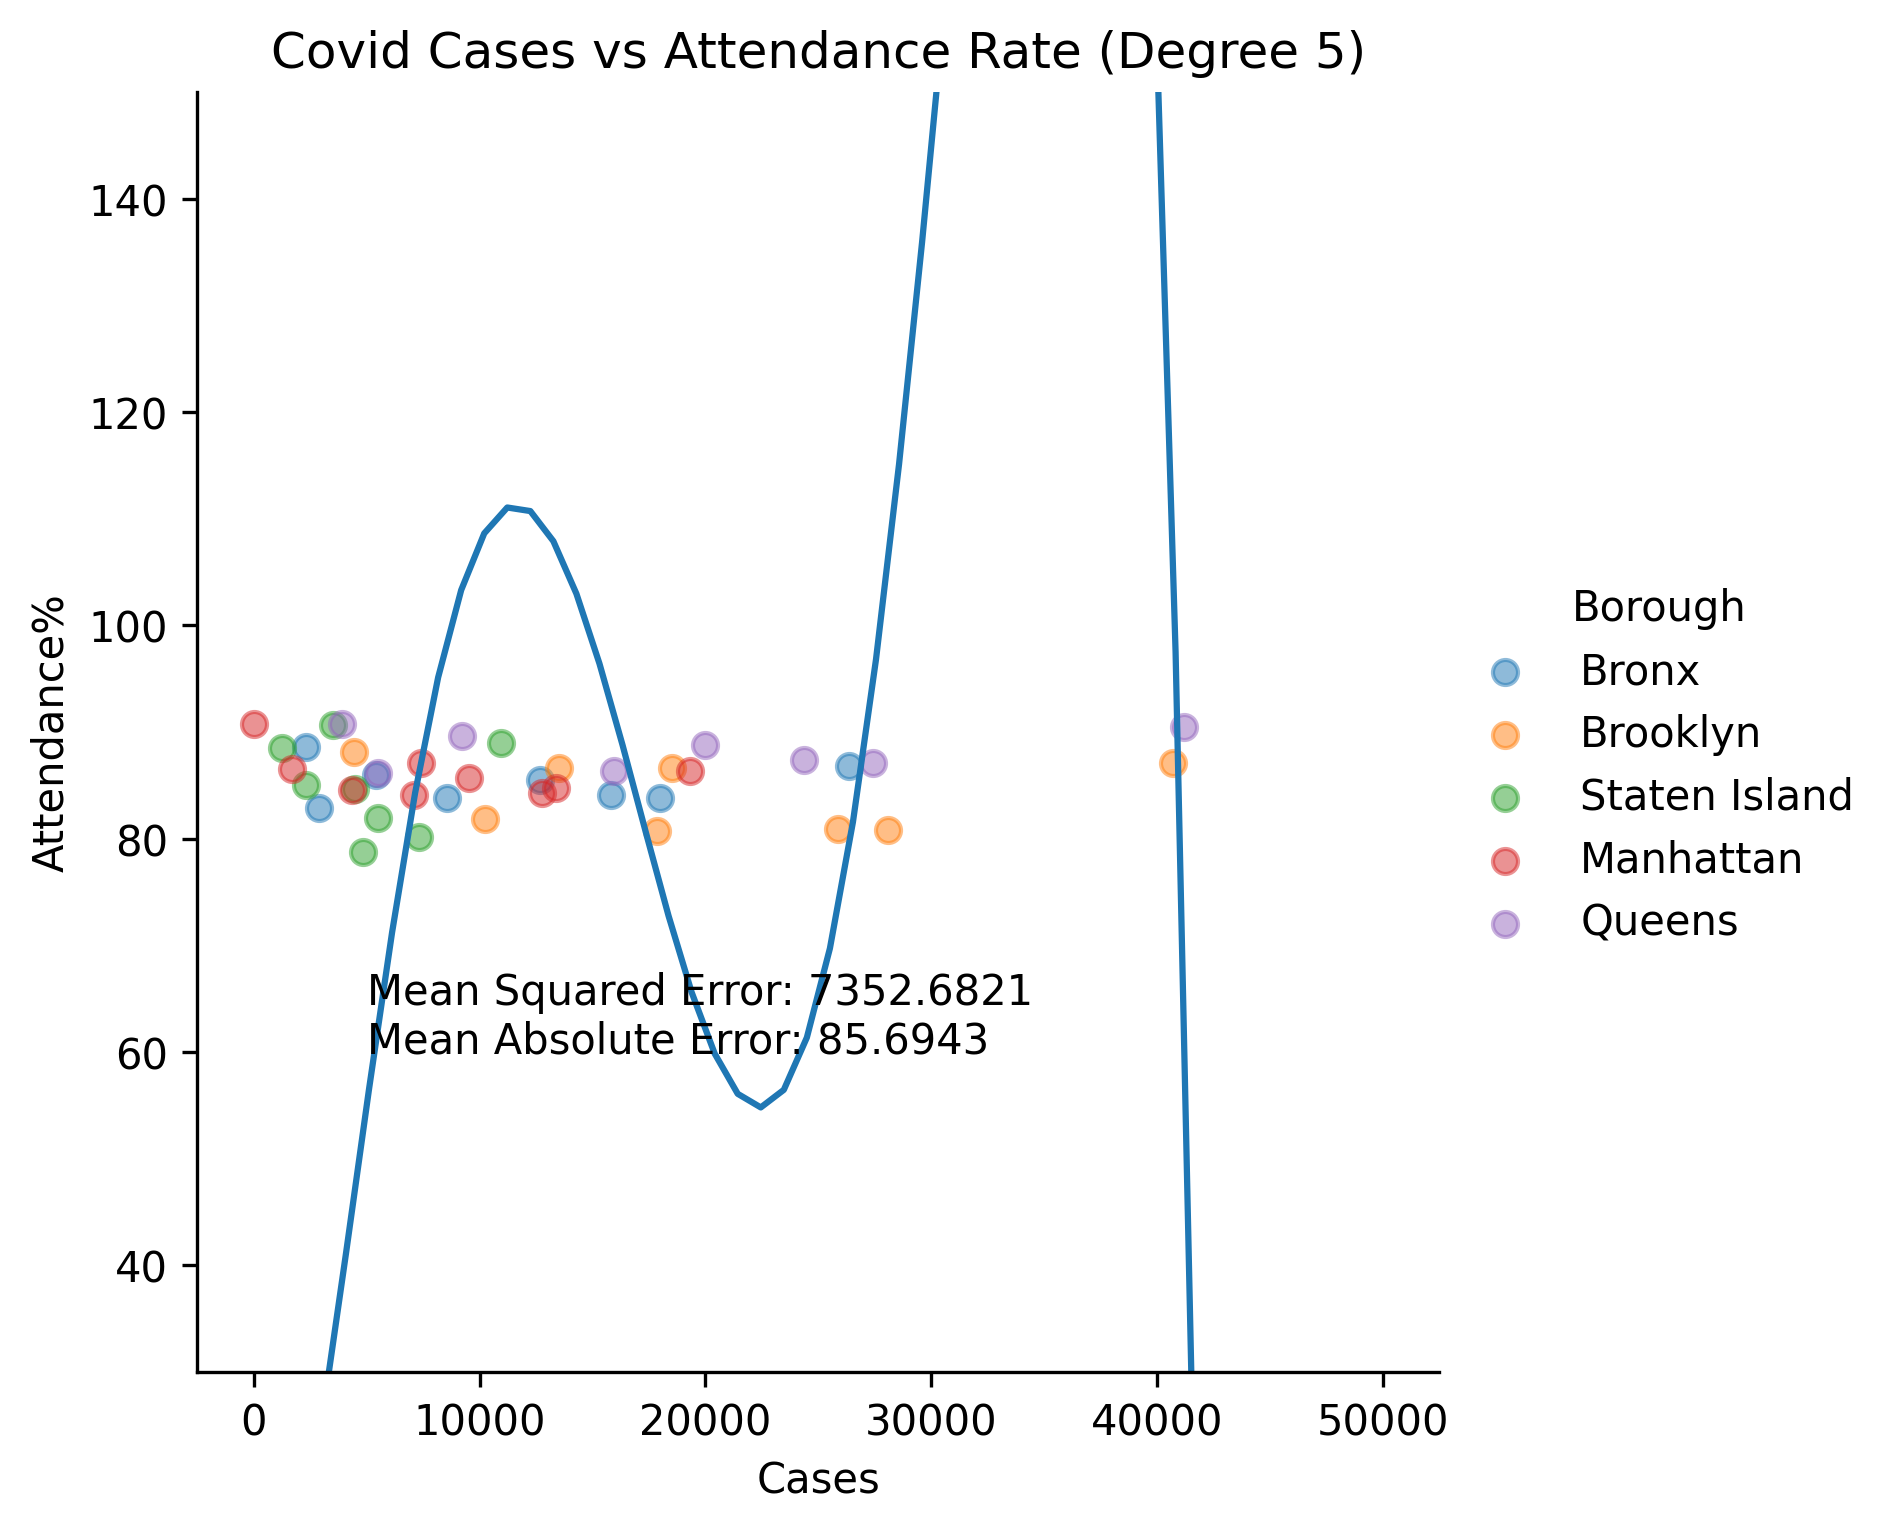 Covid Cases vs Attendance Rate (Degree 5)
140
120
100
80
60
40
Attendance%
Mean Squared Error: 7352.6821
Mean Absolute Error: 85.6943
0
10000
20000
30000
40000
50000
Cases
Borough
Bronx
Brooklyn
Staten Island
Manhattan
Queens